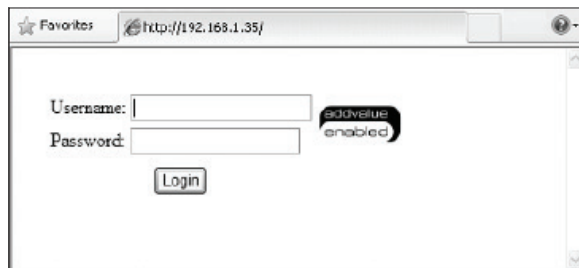 Favorites
http://192.168.1.35/
Username:
addvalue
enabled
Password:
Login